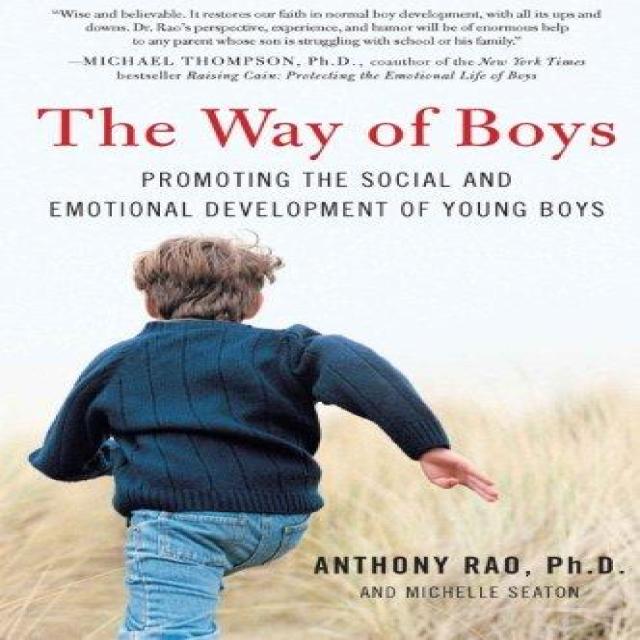 “Wise and believable. It restores our faith in normal boy development, with all its ups and
downs. Dr. Rao’s perspective, experience, and humor will be of enormous help
to any parent whose son is struggling with school or his family.”
—MICHAEL THOMPSON, Ph.D., coauthor of the New York Times
bestseller Raising Cain: Protecting the Emotional Life of Boys
The Way of Boys
PROMOTING THE SOCIAL AND
EMOTIONAL DEVELOPMENT OF YOUNG BOYS
ANTHONY RAO, Ph.D.
AND MICHELLE SEATON